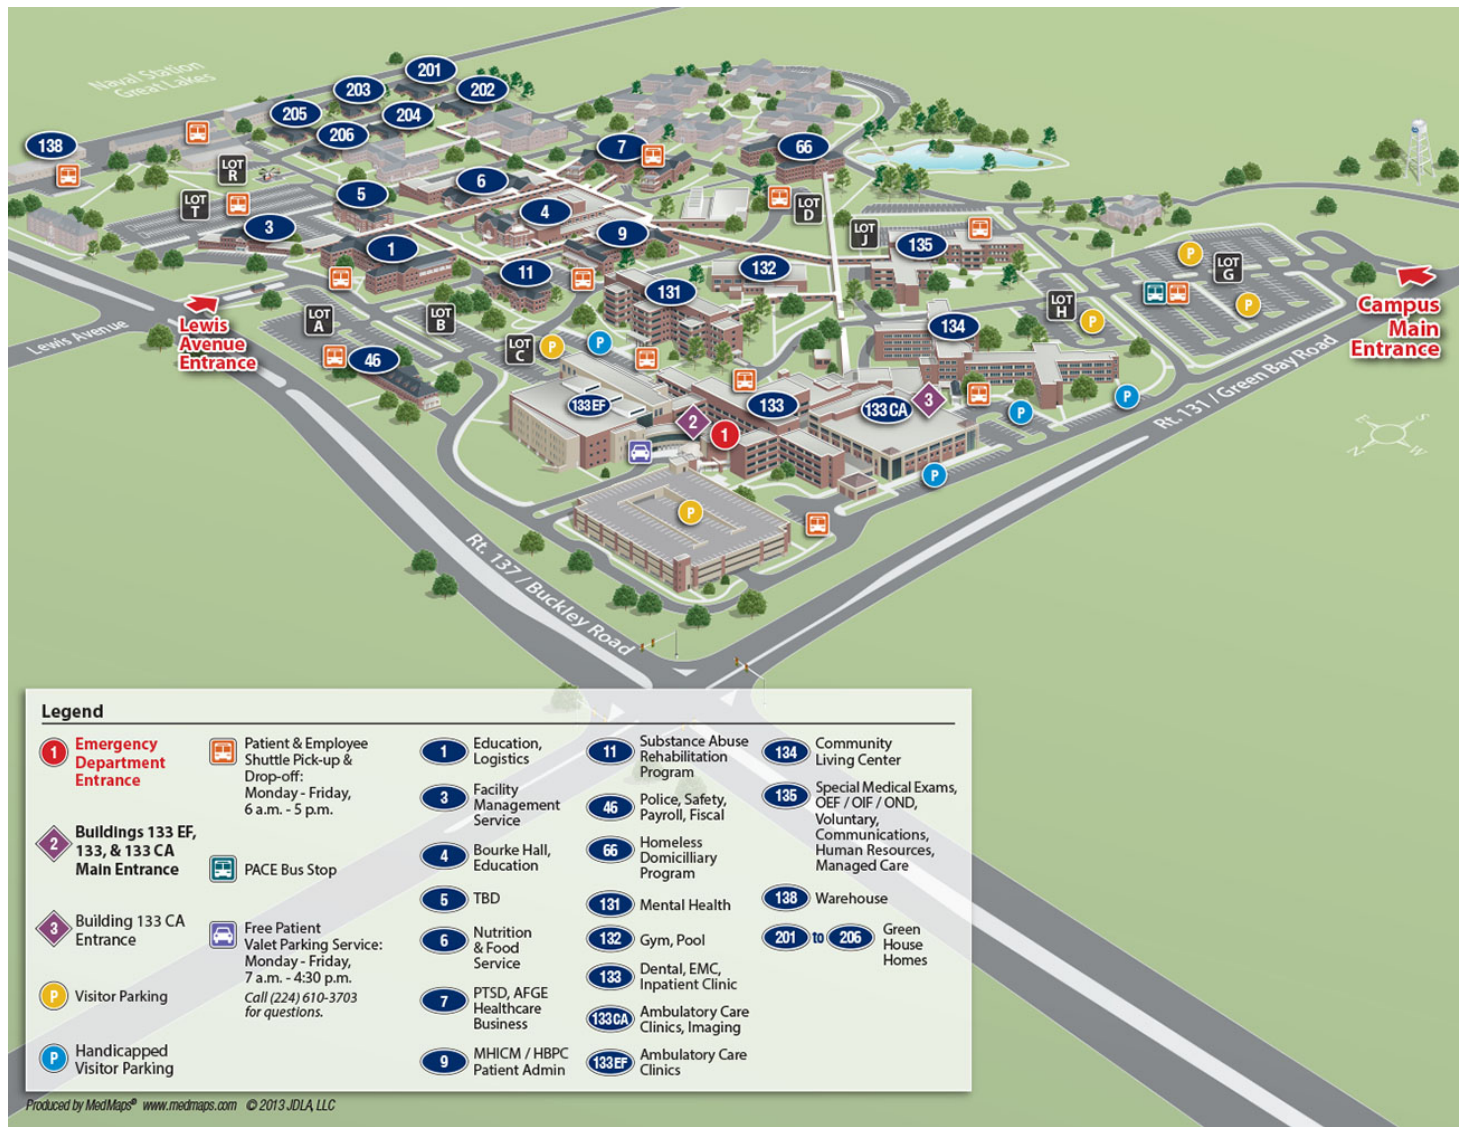 Naval Station
Great Lakes
201
203
202
205
204
206
138
7
66
LOT
R
6
5
LOT
T
LOT
D
4
3
9
LOT
J
135
1
LOT
G
11
132
131
P
LOT
H
P
P
Campus
Main
Entrance
LOT
A
LOT
B
134
Lewis Avenue
Lewis
Avenue
Entrance
LOT
C
P
P
46
Rt. 131 / Green Bay Road
133 EF
133
133 CA
3
P
P
2
1
P
E
S
N
W
P
Rt. 137 / Buckley Road
Legend
1
Emergency
Department
Entrance
2
Buildings 133 EF,
133, & 133 CA
Main Entrance
3
Building 133 CA
Entrance
P
Visitor Parking
P
Handicapped
Visitor Parking
Patient & Employee
Shuttle Pick-up &
Drop-off:
Monday - Friday,
6 a.m. - 5 p.m.
PACE Bus Stop
Free Patient
Valet Parking Service:
Monday - Friday,
7 a.m. - 4:30 p.m.
Call (224) 610-3703
for questions.
1
Education,
Logistics
3
Facility
Management
Service
4
Bourke Hall,
Education
5
TBD
6
Nutrition
& Food
Service
7
PTSD, AFGE
Healthcare
Business
9
MHICM / HBPC
Patient Admin
11
Substance Abuse
Rehabilitation
Program
46
Police, Safety,
Payroll, Fiscal
66
Homeless
Domicilliary
Program
131
Mental Health
132
Gym, Pool
133
Dental, EMC,
Inpatient Clinic
133 CA
Ambulatory Care
Clinics, Imaging
133 EF
Ambulatory Care
Clinics
134
Community
Living Center
135
Special Medical Exams,
OEF / OIF / OND,
Voluntary,
Communications,
Human Resources,
Managed Care
138
Warehouse
201 to 206
Green
House
Homes
Produced by MedMaps® www.medmaps.com © 2013 JDLA, LLC